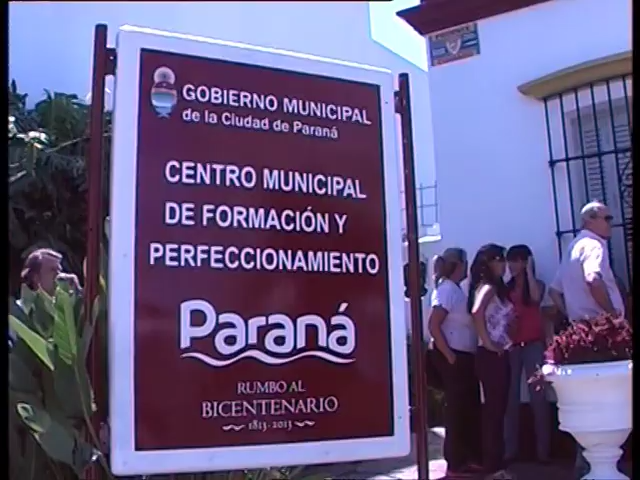 GOBIERNO MUNICIPAL
de la Ciudad de Paraná
CENTRO MUNICIPAL
DE FORMACIÓN Y
PERFECCIONAMIENTO
Paraná
RUMBO AL
BICENTENARIO
1813 - 2013